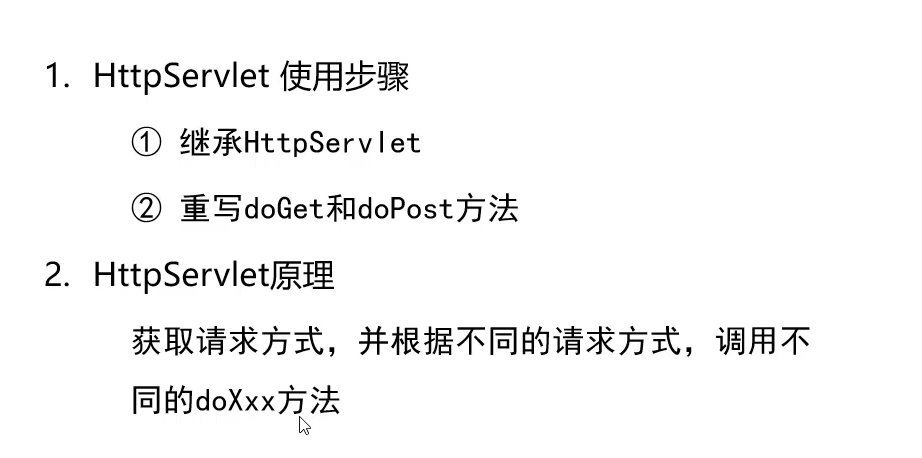 1. HttpServlet 使用步骤
① 继承HttpServlet
② 重写doGet和doPost方法
2. HttpServlet原理
获取请求方式，并根据不同的请求方式，调用不
同的doXxx方法